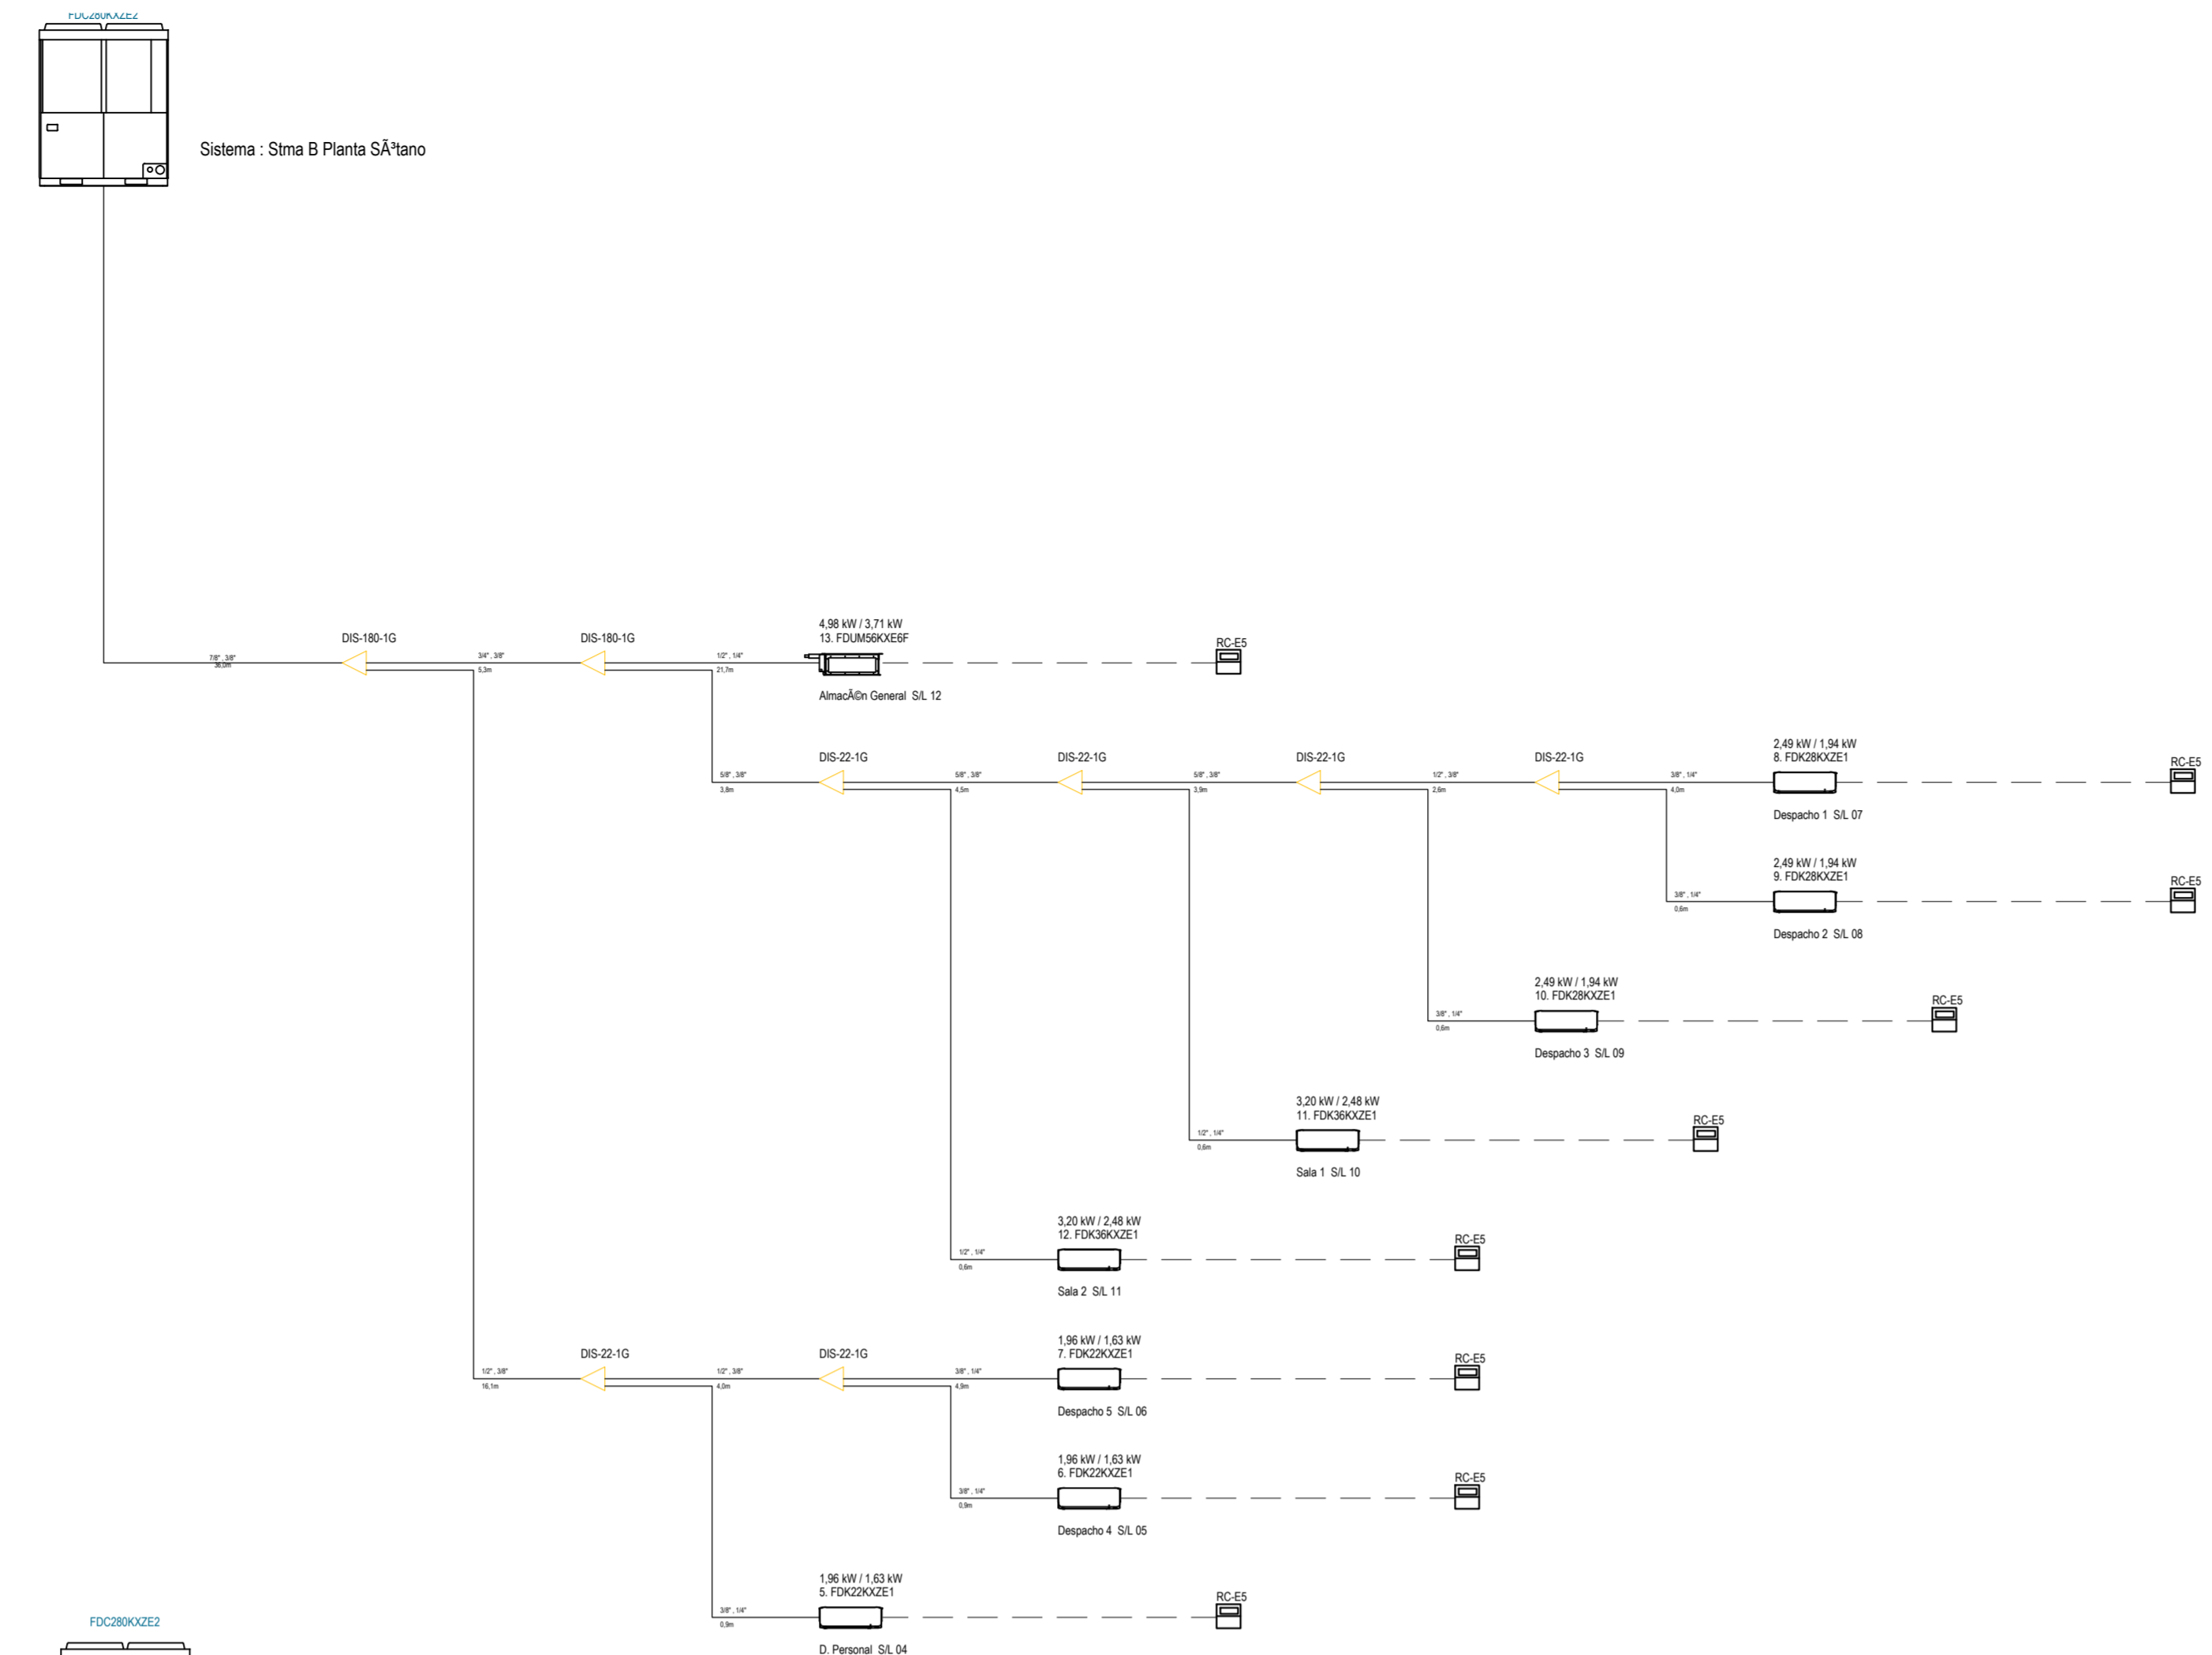 FDC280KXZE2
Sistema : Stma B Planta SÃ³tano
4,98 kW / 3,71 kW
13. FDUM56KXE6F
DIS-180-1G
DIS-180-1G
RC-E5
7/8" , 3/8"
36,0m
3/4" , 3/8"
5,3m
1/2" , 1/4"
21,7m
AlmacÃ©n General S/L 12
2,49 kW / 1,94 kW
8. FDK28KXZE1
DIS-22-1G
DIS-22-1G
DIS-22-1G
DIS-22-1G
RC-E5
5/8" , 3/8"
3,8m
5/8" , 3/8"
4,5m
5/8" , 3/8"
3,9m
1/2" , 3/8"
2,6m
3/8" , 1/4"
4,0m
Despacho 1 S/L 07
2,49 kW / 1,94 kW
9. FDK28KXZE1
RC-E5
3/8" , 1/4"
0,6m
Despacho 2 S/L 08
2,49 kW / 1,94 kW
10. FDK28KXZE1
RC-E5
3/8" , 1/4"
0,6m
Despacho 3 S/L 09
3,20 kW / 2,48 kW
11. FDK36KXZE1
RC-E5
1/2" , 1/4"
0,6m
Sala 1 S/L 10
3,20 kW / 2,48 kW
12. FDK36KXZE1
RC-E5
1/2" , 1/4"
0,6m
Sala 2 S/L 11
1,96 kW / 1,63 kW
7. FDK22KXZE1
DIS-22-1G
DIS-22-1G
RC-E5
1/2" , 3/8"
16,1m
1/2" , 3/8"
4,0m
3/8" , 1/4"
4,9m
Despacho 5 S/L 06
1,96 kW / 1,63 kW
6. FDK22KXZE1
RC-E5
3/8" , 1/4"
0,9m
Despacho 4 S/L 05
1,96 kW / 1,63 kW
5. FDK22KXZE1
RC-E5
3/8" , 1/4"
0,9m
D. Personal S/L 04
FDC280KXZE2